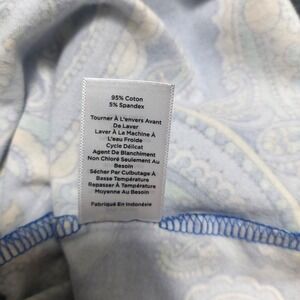 95% Coton
5% Spandex
Tourner À L'envers Avant
De Laver
Laver À La Machine À
L'eau Froide
Cycle Délicat
Agent De Blanchiment
Non Chloré Seulement Au
Besoin
Sécher Par Culbutage À
Basse Température
Repasser À Température
Moyenne Au Besoin
Fabriqué En Indonésie